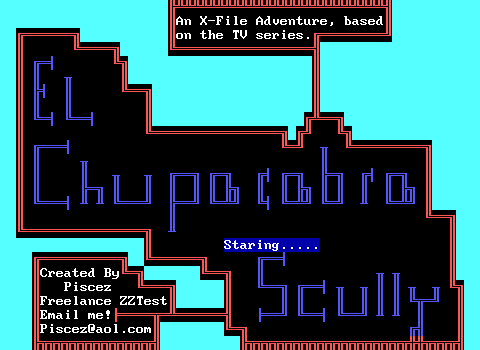 An X-File Adventure, based
on the TV series.
EL
Chupacabra
Staring.....
Scully
Created By
Piscez
Freelance ZZTest
Email me!
Piscez@aol.com